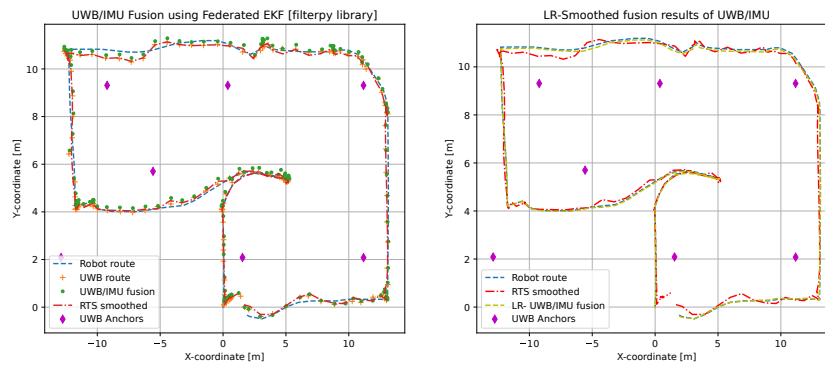 UWB/IMU Fusion using Federated EKF [filterpy library]
Y-coordinate [m]
10
8
6
4
2
0
Robot route
UWB route
UWB/IMU fusion
RTS smoothed
UWB Anchors
−10
−5
0
5
10
X-coordinate [m]
LR-Smoothed fusion results of UWB/IMU
Y-coordinate [m]
10
8
6
4
2
0
Robot route
RTS smoothed
LR- UWB/IMU fusion
UWB Anchors
−10
−5
0
5
10
X-coordinate [m]